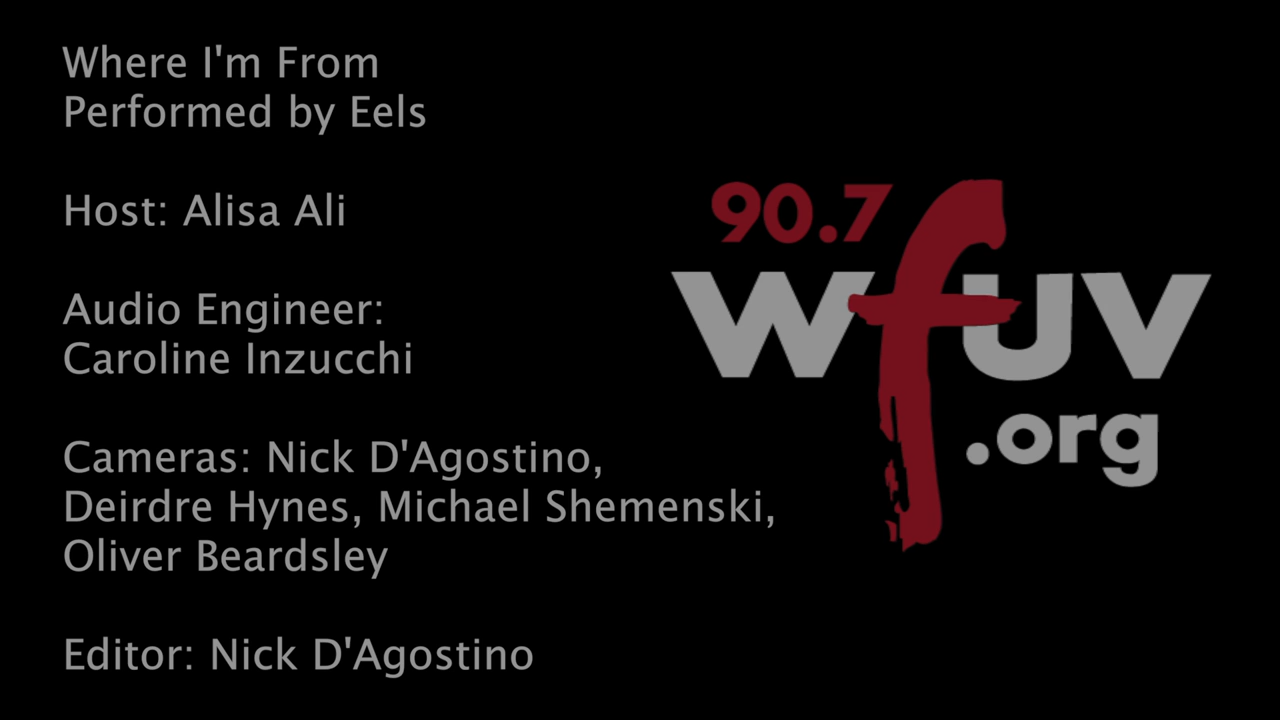 Where I'm From
Performed by Eels
Host: Alisa Ali
Audio Engineer:
Caroline Inzucchi
Cameras: Nick D'Agostino,
Deirdre Hynes, Michael Shemenski,
Oliver Beardsley
Editor: Nick D'Agostino
90.7
wfuv
.org